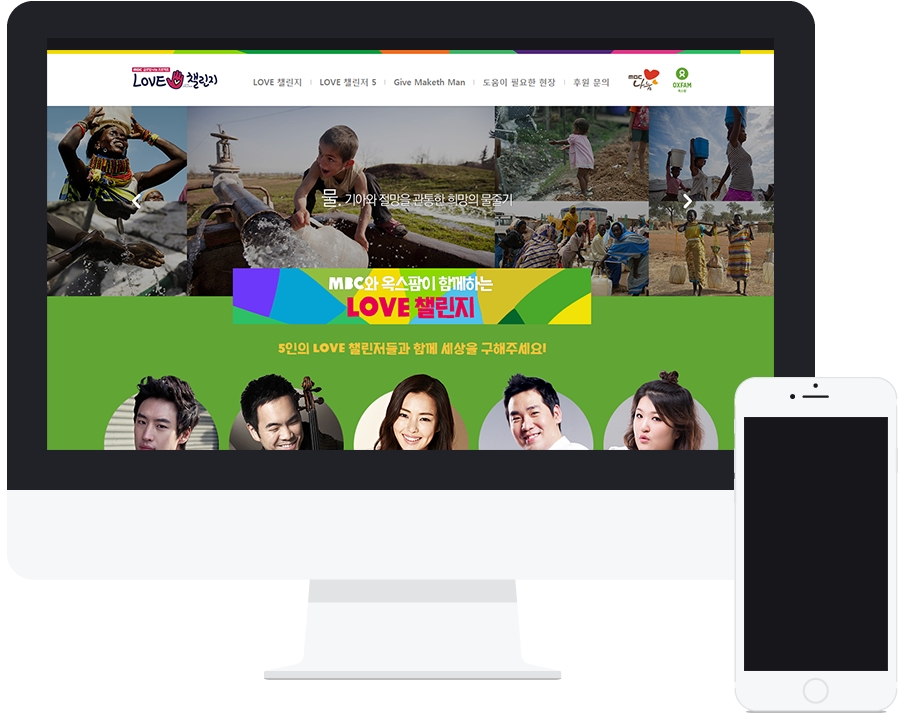 LOVE 챌린지
LOVE 챌린지
LOVE 챌린저 5
Give Maketh Man
도움이 필요한 현장
후원 문의
MBC 나눔
OXFAM
물. 기아와 절망을 관통한 희망의 물줄기
MBC와 옥스팜이 함께하는
LOVE 챌린지
5인의 LOVE 챌린저들과 함께 세상을 구해주세요!